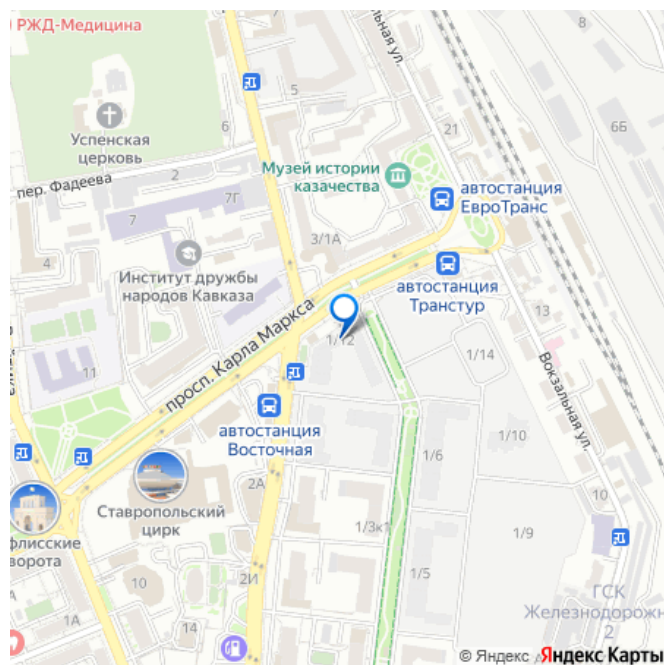 РЖД-Медицина
8
Вокзальная ул.
5
6
21
6Б
Успенская
церковь
пер. Фадеева
Музей истории
казачества
автостанция
ЕвроТранс
7Г
7
3/1А
4
Институт дружбы
народов Кавказа
автостанция
Транстур
просп. Карла Маркса
13
1/12
1/14
11
Вокзальная ул.
автостанция
Восточная
1/10
1/6
2А
10
Ставропольский
цирк
флисские
ворота
1/3к1
1/9
10
2И
1/5
ГСК
Железнодорожн
2
14
© Яндекс
Яндекс Карты